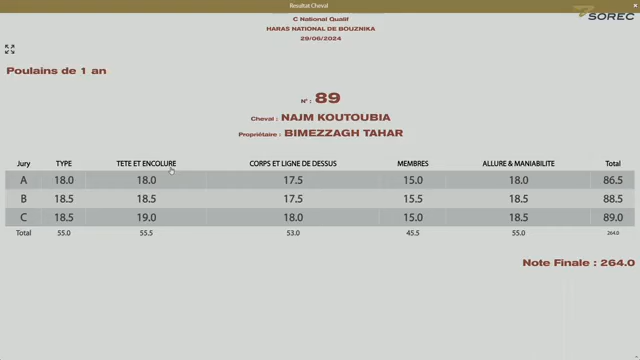 Resultat Cheval
SOREC
C National Qualif
HARAS NATIONAL DE BOUZNIKA
29/06/2024
Poulains de 1 an
N° : 89
Cheval : NAJM KOUTOUBIA
Propriétaire : BIMEZZAGH TAHAR
Jury TYPE TETE ET ENCOLURE CORPS ET LIGNE DE DESSUS MEMBRES ALLURE & MANIABILITE Total
A 18.0 18.0 17.5 15.0 18.0 86.5
B 18.5 18.5 17.5 15.5 18.5 88.5
C 18.5 19.0 18.0 15.0 18.5 89.0
Total 55.0 55.5 53.0 45.5 55.0 264.0
Note Finale : 264.0